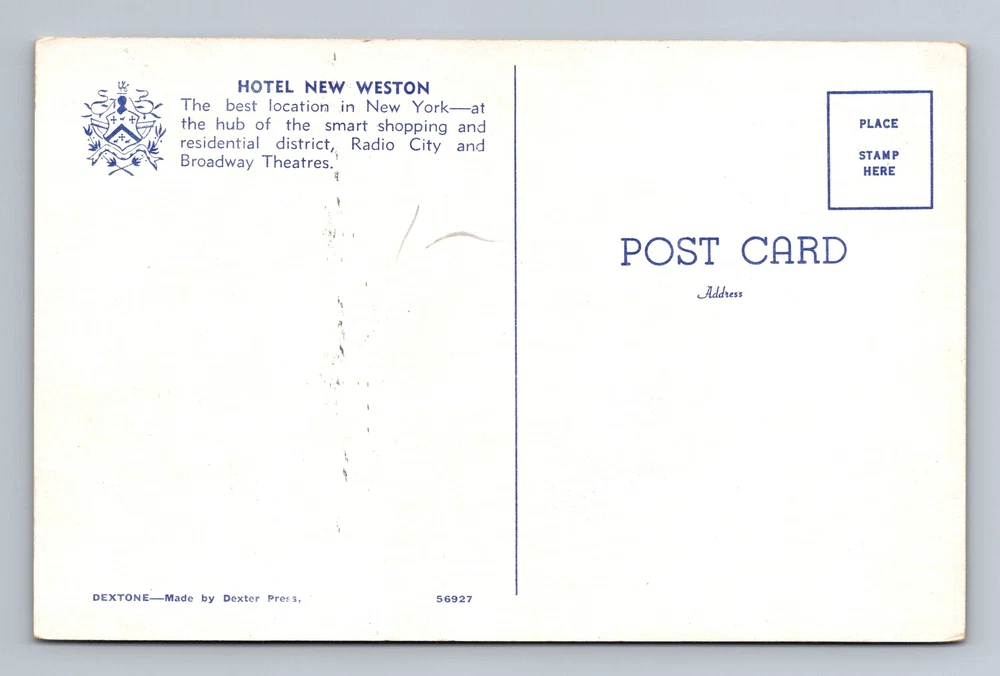 HOTEL NEW WESTON
The best location in New York—at
the hub of the smart shopping and
residential district, Radio City and
Broadway Theatres.
DEXTONE—Made by Dexter Press,
56927
PLACE
STAMP
HERE
POST CARD
Address